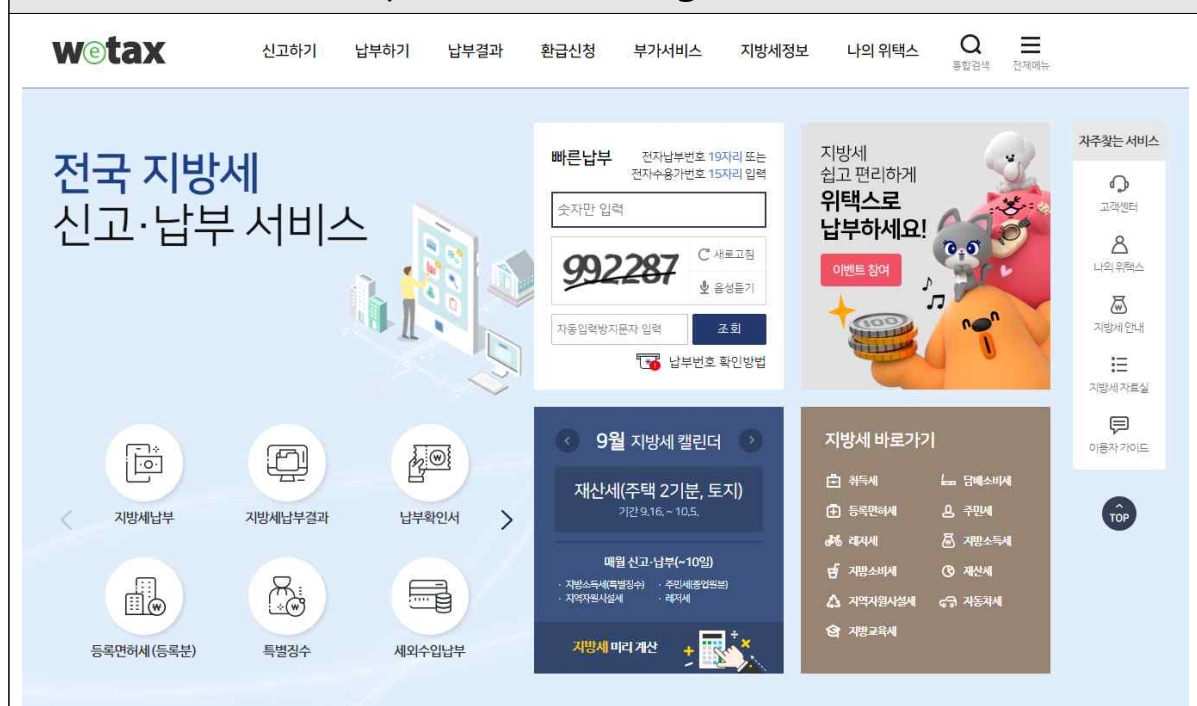 wetax
신고하기 납부하기 납부결과 환급신청 부가서비스 지방세정보 나의 위택스
통합검색 전체메뉴
전국 지방세
신고·납부 서비스
빠른납부 전자납부번호 19자리 또는
전자수용가번호 15자리 입력
숫자만 입력
992287
새로고침
음성듣기
자동입력방지문자 입력 조회
납부번호 확인방법
지방세
쉽고 편리하게
위택스로
납부하세요!
이벤트 참여
100
자주찾는 서비스
고객센터
나의 위택스
지방세 안내
지방세 자료실
이용자 가이드
TOP
지방세납부 지방세납부결과 납부확인서
등록면허세(등록분) 특별징수 세외수입납부
9월 지방세 캘린더
재산세(주택 2기분, 토지)
기간 9.16. ~ 10.5.
매월 신고·납부(~10일)
· 지방소득세(특별징수) · 주민세(종업원분)
· 지역자원시설세 · 레저세
지방세 미리 계산
지방세 바로가기
취득세 담배소비세
등록면허세 주민세
레저세 지방소득세
지방소비세 재산세
지역자원시설세 자동차세
지방교육세